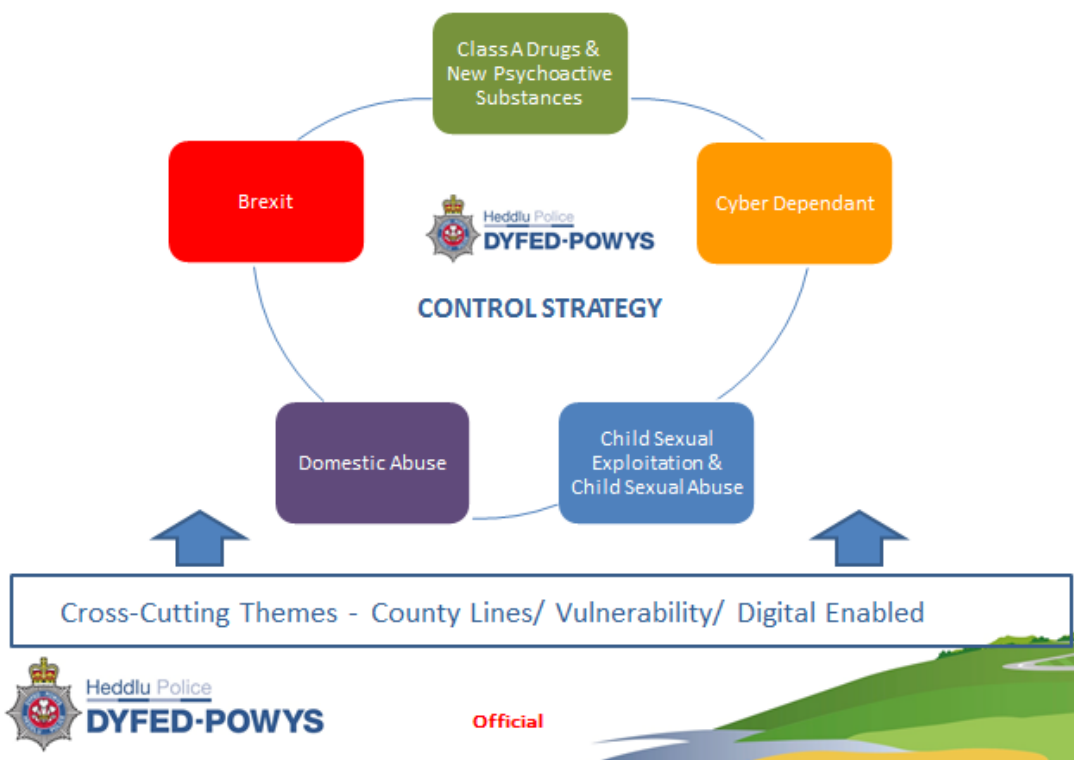 Class A Drugs &
New Psychoactive
Substances
Brexit
Cyber Dependant
Heddlu Police
DYFED-POWYS
CONTROL STRATEGY
Domestic Abuse
Child Sexual
Exploitation &
Child Sexual Abuse
Cross-Cutting Themes - County Lines/ Vulnerability/ Digital Enabled
Heddlu Police
DYFED-POWYS
Official